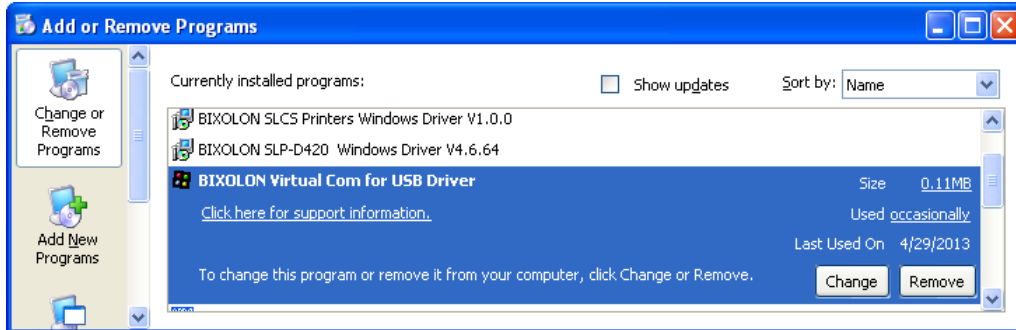 Add or Remove Programs
Change or
Remove
Programs
Add New
Programs
Currently installed programs:
Show updates
Sort by: Name
BIXOLON SLCS Printers Windows Driver V1.0.0
BIXOLON SLP-D420 Windows Driver V4.6.64
BIXOLON Virtual Com for USB Driver
Size 0.11MB
Click here for support information.
Used occasionally
Last Used On 4/29/2013
To change this program or remove it from your computer, click Change or Remove.
Change
Remove